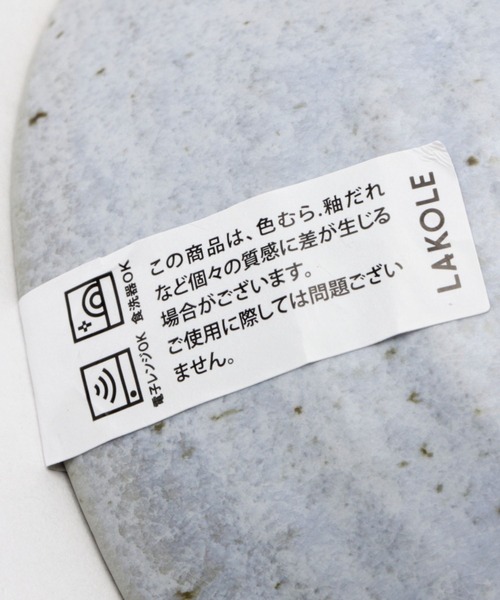 この商品は、色むら.釉だれ
など個々の質感に差が生じる
場合がございます。
ご使用に際しては問題ござい
ません。
食洗器OK
電子レンジOK
LAKOLE